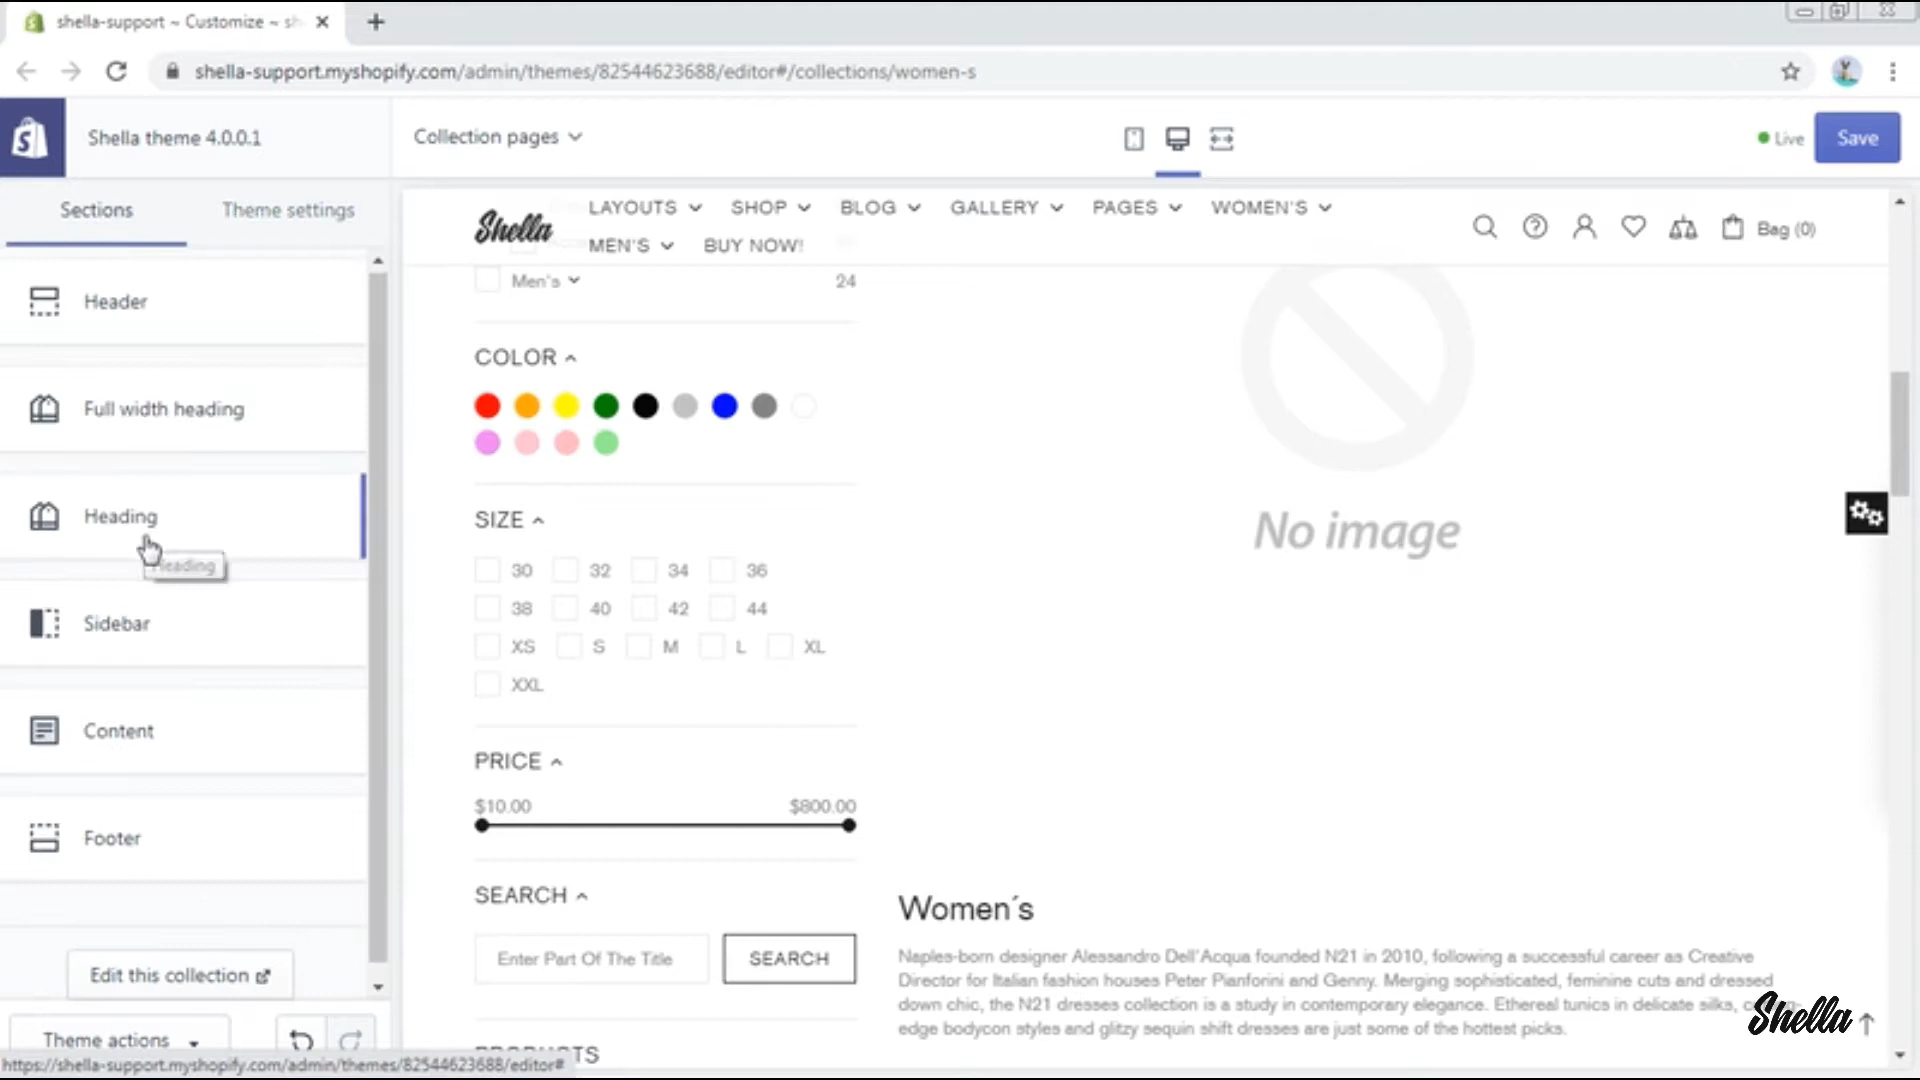 shella-support ~ Customize ~ sh
shella-support.myshopify.com/admin/themes/82544623688/editor#/collections/women-s
Shella theme 4.0.0.1
Collection pages
Live
Save
Sections
Theme settings
Header
Full width heading
Heading
Heading
Sidebar
Content
Footer
Edit this collection
Theme actions
https://shella-support.myshopify.com/admin/themes/82544623688/editor#
Shella
LAYOUTS SHOP BLOG GALLERY PAGES WOMEN'S
MEN'S BUY NOW!
Bag (0)
Men's 24
COLOR
SIZE
30 32 34 36
38 40 42 44
XS S M L XL
XXL
PRICE
$10.00 $800.00
SEARCH
Enter Part Of The Title SEARCH
PRODUCTS
No image
Women´s
Naples-born designer Alessandro Dell'Acqua founded N21 in 2010, following a successful career as Creative
Director for Italian fashion houses Peter Pianforini and Genny. Merging sophisticated, feminine cuts and dressed
down chic, the N21 dresses collection is a study in contemporary elegance. Ethereal tunics in delicate silks,
edge bodycon styles and glitzy sequin shift dresses are just some of the hottest picks.
Shella